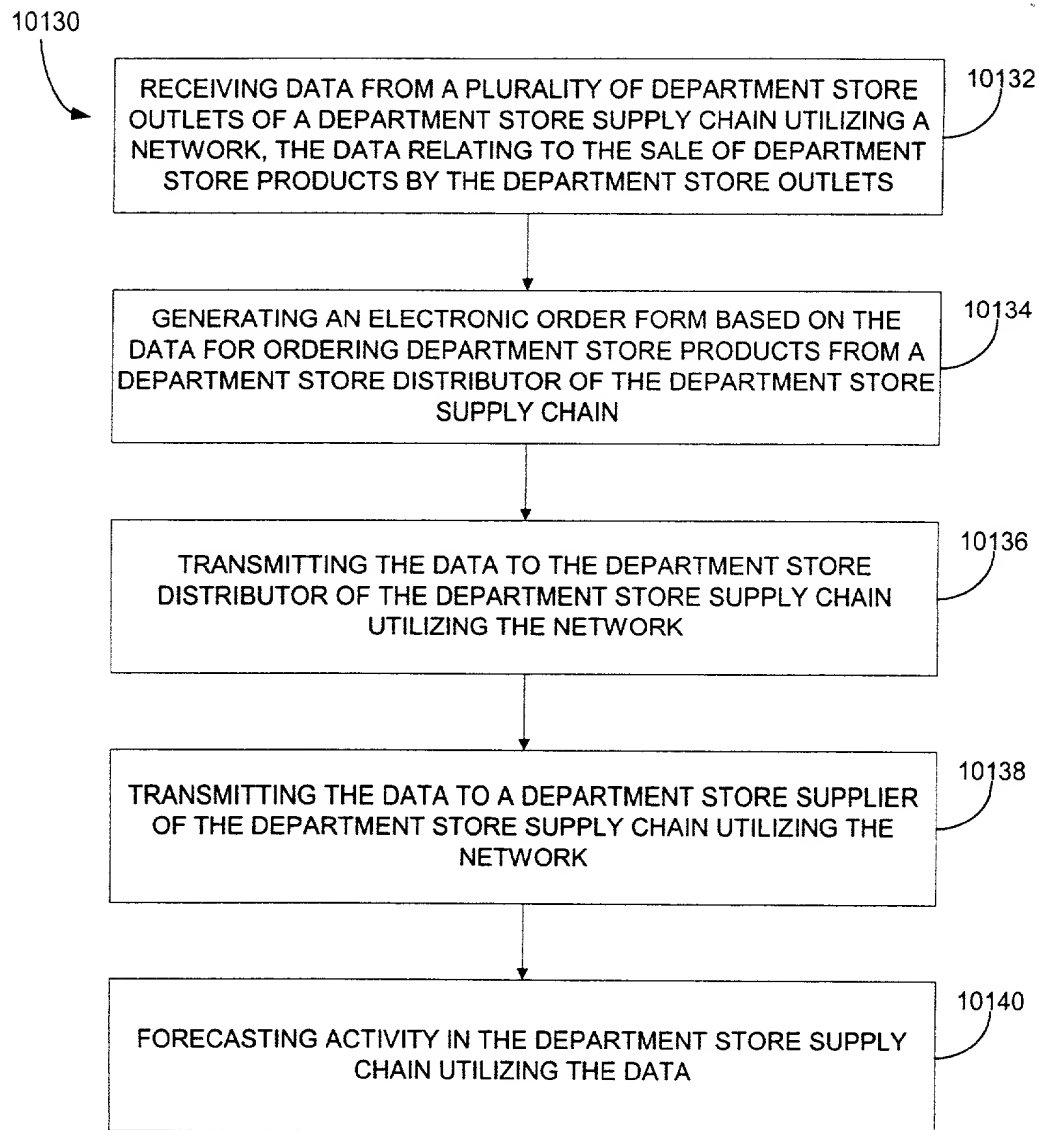 10130
10132
RECEIVING DATA FROM A PLURALITY OF DEPARTMENT STORE
OUTLETS OF A DEPARTMENT STORE SUPPLY CHAIN UTILIZING A
NETWORK, THE DATA RELATING TO THE SALE OF DEPARTMENT
STORE PRODUCTS BY THE DEPARTMENT STORE OUTLETS
10134
GENERATING AN ELECTRONIC ORDER FORM BASED ON THE
DATA FOR ORDERING DEPARTMENT STORE PRODUCTS FROM A
DEPARTMENT STORE DISTRIBUTOR OF THE DEPARTMENT STORE
SUPPLY CHAIN
10136
TRANSMITTING THE DATA TO THE DEPARTMENT STORE
DISTRIBUTOR OF THE DEPARTMENT STORE SUPPLY CHAIN
UTILIZING THE NETWORK
10138
TRANSMITTING THE DATA TO A DEPARTMENT STORE SUPPLIER
OF THE DEPARTMENT STORE SUPPLY CHAIN UTILIZING THE
NETWORK
10140
FORECASTING ACTIVITY IN THE DEPARTMENT STORE SUPPLY
CHAIN UTILIZING THE DATA